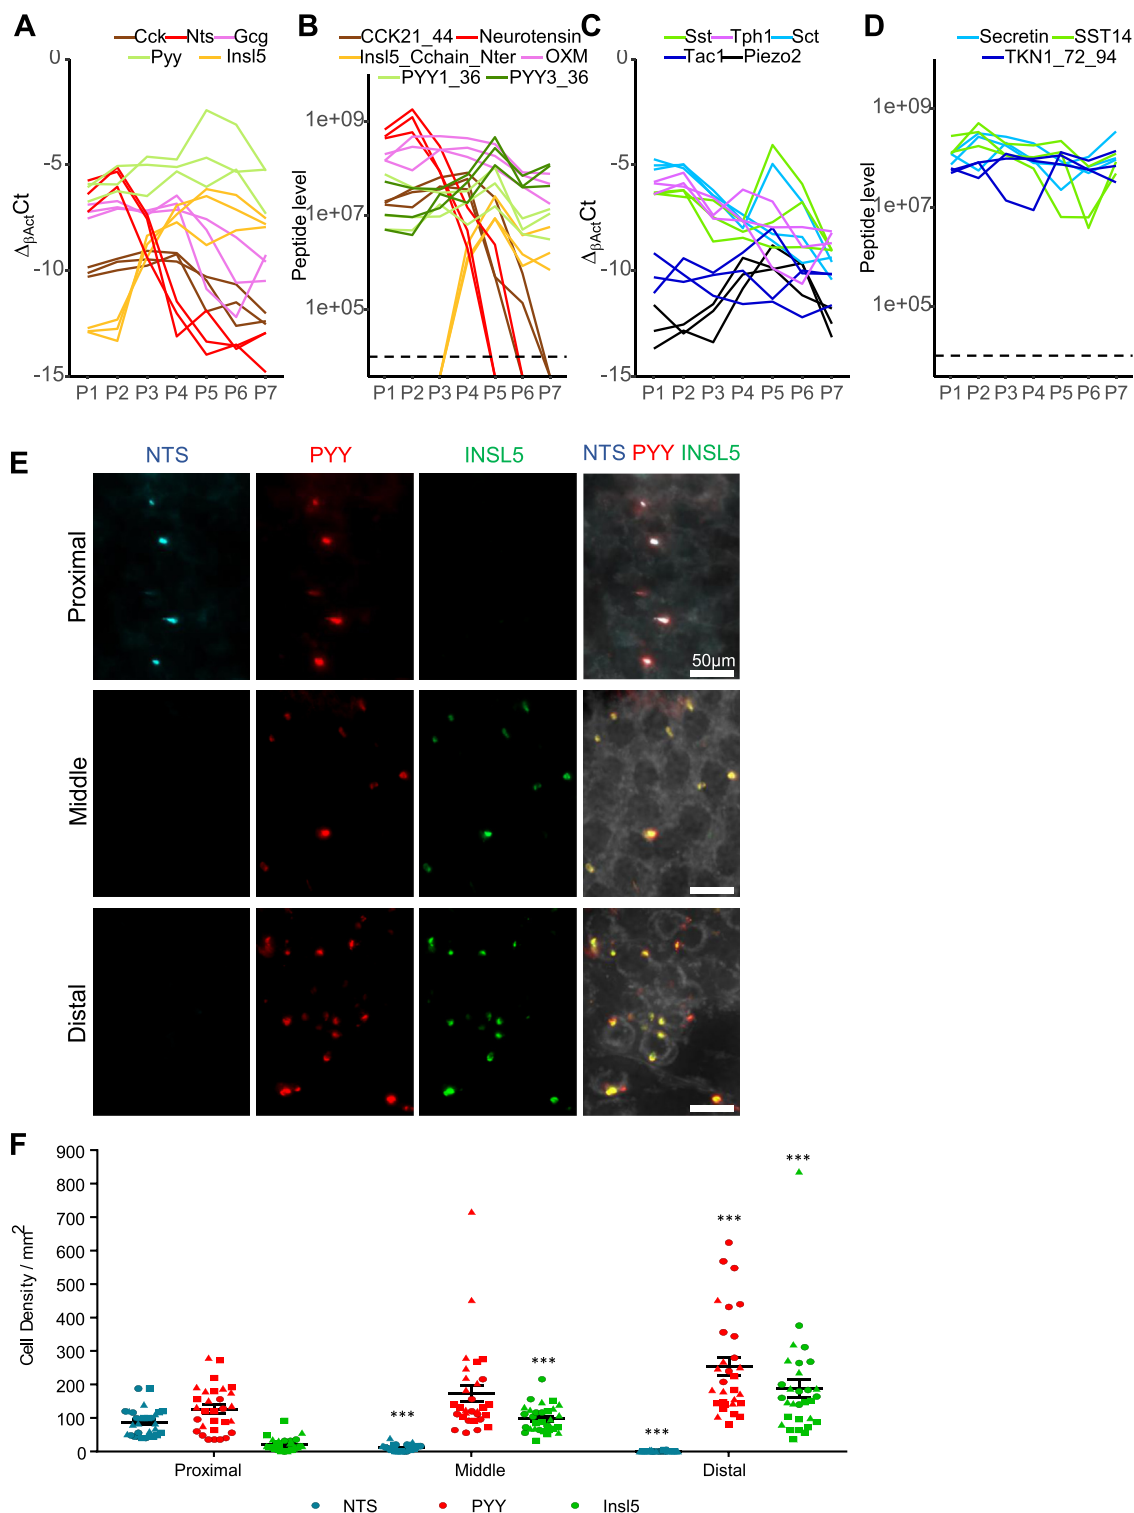 A
Cck Nts Gcg
Pyy Insl5
0
-5
-10
-15
ΔβActCt
P1 P2 P3 P4 P5 P6 P7
B
CCK21_44 Neurotensin
Insl5_Cchain_Nter OXM
PYY1_36 PYY3_36
1e+09
1e+07
1e+05
Peptide level
P1 P2 P3 P4 P5 P6 P7
C
Sst Tph1 Sct
Tac1 Piezo2
0
-5
-10
-15
ΔβActCt
P1 P2 P3 P4 P5 P6 P7
D
Secretin SST14
TKN1_72_94
1e+09
1e+07
1e+05
Peptide level
P1 P2 P3 P4 P5 P6 P7
E
NTS PYY INSL5 NTS PYY INSL5
Proximal
50µm
Middle
Distal
F
900
800
700
600
500
400
300
200
100
0
Cell Density / mm2
*** *** *** *** ***
Proximal Middle Distal
NTS PYY Insl5